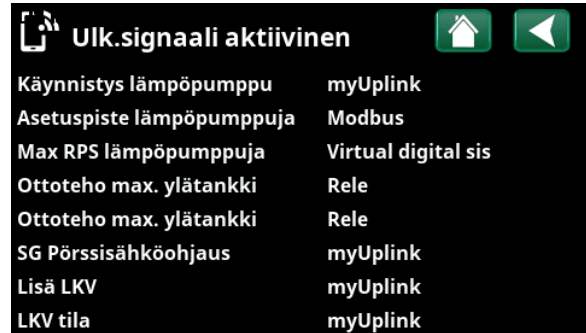 Ulk.signaali aktiivinen
Käynnistys lämpöpumppu myUplink
Asetuspiste lämpöpumppuja Modbus
Max RPS lämpöpumppuja Virtual digital sis
Ottoteho max. ylätankki Rele
Ottoteho max. ylätankki Rele
SG Pörssisähköohjaus myUplink
Lisä LKV myUplink
LKV tila myUplink